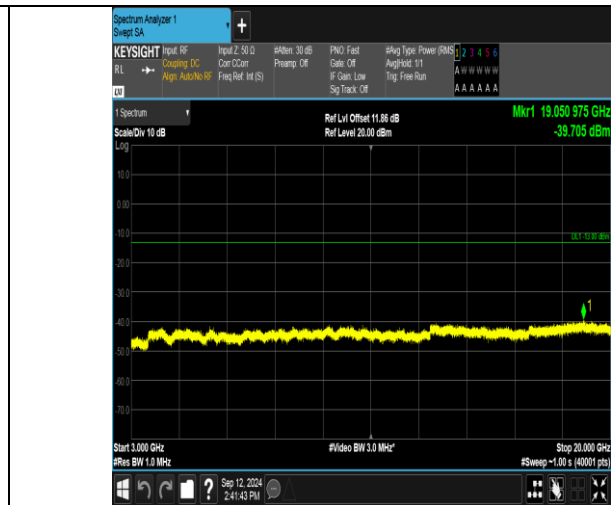 Spectrum Analyzer 1
Swept SA
+
KEYSIGHT Input: RF Input Z: 50 Ω #Atten: 30 dB PNO: Fast #Avg Type: Power (RMS 1 2 3 4 5 6
RL Coupling: DC Corr CCorr Preamp: Off Gate: Off Avg|Hold: 1/1 A W W W W W
Align: Auto/No RF Freq Ref: Int (S) IF Gain: Low Trig: Free Run
LXI Sig Track: Off A A A A A A
1 Spectrum Ref Lvl Offset 11.86 dB Mkr1 19.050 975 GHz
Scale/Div 10 dB Ref Level 20.00 dBm -39.705 dBm
Log
10.0
0.00
-10.0
DL1 -13.00 dBm
-20.0
-30.0
1
-40.0
-50.0
-60.0
-70.0
Start 3.000 GHz #Video BW 3.0 MHz* Stop 20.000 GHz
#Res BW 1.0 MHz #Sweep ~1.00 s (40001 pts)
? Sep 12, 2024
2:41:43 PM